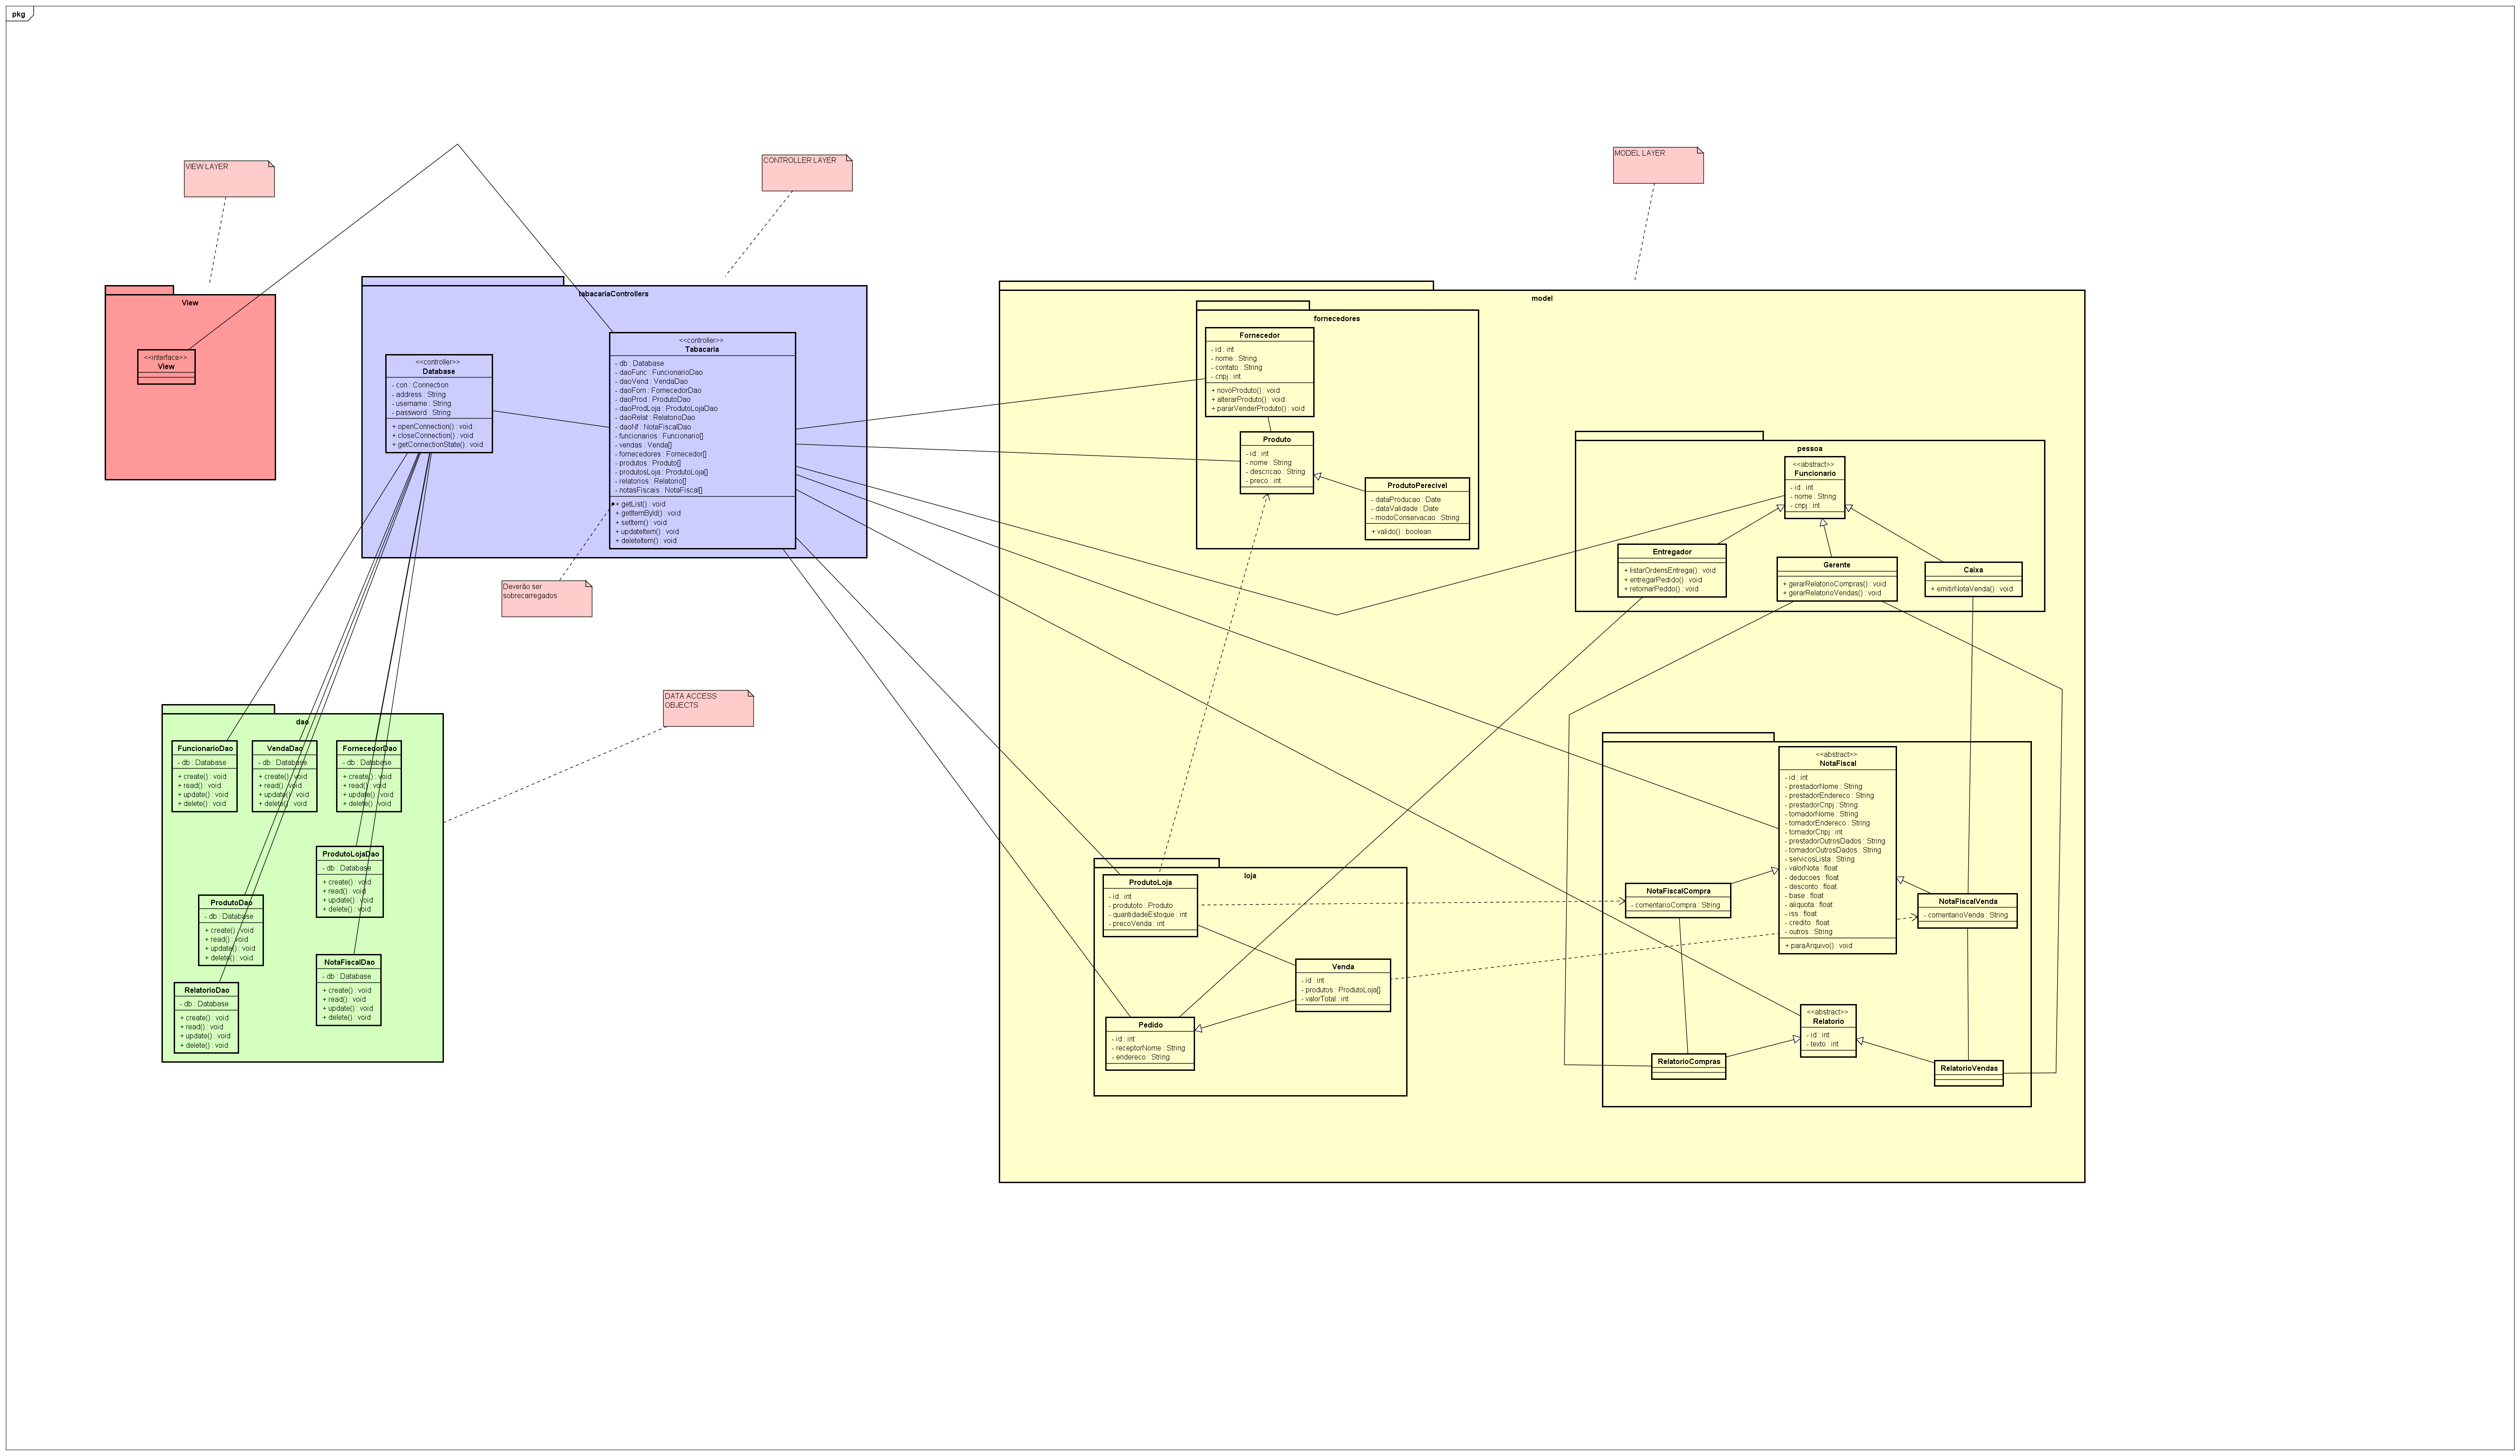 pkg
VIEW LAYER
CONTROLLER LAYER
MODEL LAYER
View
<<interface>>
View
tabacariaControllers
<<controller>>
Database
- con : Connection
- address : String
- username : String
- password : String
+ openConnection() : void
+ closeConnection() : void
+ getConnectionState() : void
<<controller>>
Tabacaria
- db : Database
- daoFunc : FuncionarioDao
- daoVend : VendaDao
- daoForn : FornecedorDao
- daoProd : ProdutoDao
- daoProdLoja : ProdutoLojaDao
- daoRelat : RelatorioDao
- daoNf : NotaFiscalDao
- funcionarios : Funcionario[]
- vendas : Venda[]
- fornecedores : Fornecedor[]
- produtos : Produto[]
- produtosLoja : ProdutoLoja[]
- relatorios : Relatorio[]
- notasFiscais : NotaFiscal[]
+ getList() : void
+ getItemById() : void
+ setItem() : void
+ updateItem() : void
+ deleteItem() : void
Deverão ser
sobrecarregados
DATA ACCESS
OBJECTS
dao
FuncionarioDao
- db : Database
+ create() : void
+ read() : void
+ update() : void
+ delete() : void
VendaDao
- db : Database
+ create() : void
+ read() : void
+ update() : void
+ delete() : void
FornecedorDao
- db : Database
+ create() : void
+ read() : void
+ update() : void
+ delete() : void
ProdutoLojaDao
- db : Database
+ create() : void
+ read() : void
+ update() : void
+ delete() : void
ProdutoDao
- db : Database
+ create() : void
+ read() : void
+ update() : void
+ delete() : void
NotaFiscalDao
- db : Database
+ create() : void
+ read() : void
+ update() : void
+ delete() : void
RelatorioDao
- db : Database
+ create() : void
+ read() : void
+ update() : void
+ delete() : void
model
fornecedores
Fornecedor
- id : int
- nome : String
- contato : String
- cnpj : int
+ novoProduto() : void
+ alterarProduto() : void
+ pararVenderProduto() : void
Produto
- id : int
- nome : String
- descricao : String
- preco : int
ProdutoPerecivel
- dataProducao : Date
- dataValidade : Date
- modoConservacao : String
+ valido() : boolean
pessoa
<<abstract>>
Funcionario
- id : int
- nome : String
- cnpj : int
Entregador
+ listarOrdensEntrega() : void
+ entregarPedido() : void
+ retornarPeddo() : void
Gerente
+ gerarRelatorioCompras() : void
+ gerarRelatorioVendas() : void
Caixa
+ emitirNotaVenda() : void
loja
ProdutoLoja
- id : int
- produtoto : Produto
- quantidadeEstoque : int
- precoVenda : int
Venda
- id : int
- produtos : ProdutoLoja[]
- valorTotal : int
Pedido
- id : int
- receptorNome : String
- endereco : String
<<abstract>>
NotaFiscal
- id : int
- prestadorNome : String
- prestadorEndereco : String
- prestadorCnpj : String
- tomadorNome : String
- tomadorEndereco : String
- tomadorCnpj : int
- prestadorOutrosDados : String
- tomadorOutrosDados : String
- servicosLista : String
- valorNota : float
- deducoes : float
- desconto : float
- base : float
- aliquota : float
- iss : float
- credito : float
- outros : String
+ paraArquivo() : void
NotaFiscalCompra
- comentarioCompra : String
NotaFiscalVenda
- comentarioVenda : String
<<abstract>>
Relatorio
- id : int
- texto : int
RelatorioCompras
RelatorioVendas